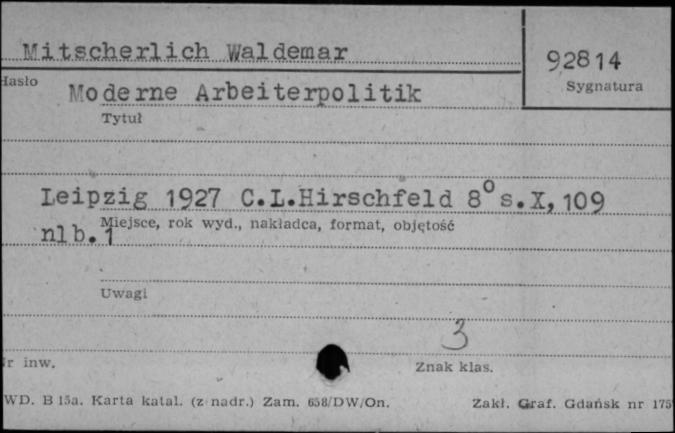 Mitscherlich Waldemar
92814
Hasło
Sygnatura
Moderne Arbeiterpolitik
Tytuł
Leipzig 1927 C.L.Hirschfeld 8° s.X,109
Miejsce, rok wyd., nakładca, format, objętość
nlb.1
Uwagi
3
Nr inw.
Znak klas.
WD. B 15a. Karta katal. (z nadr.) Zam. 658/DW/On.
Zakł. Graf. Gdańsk nr 175